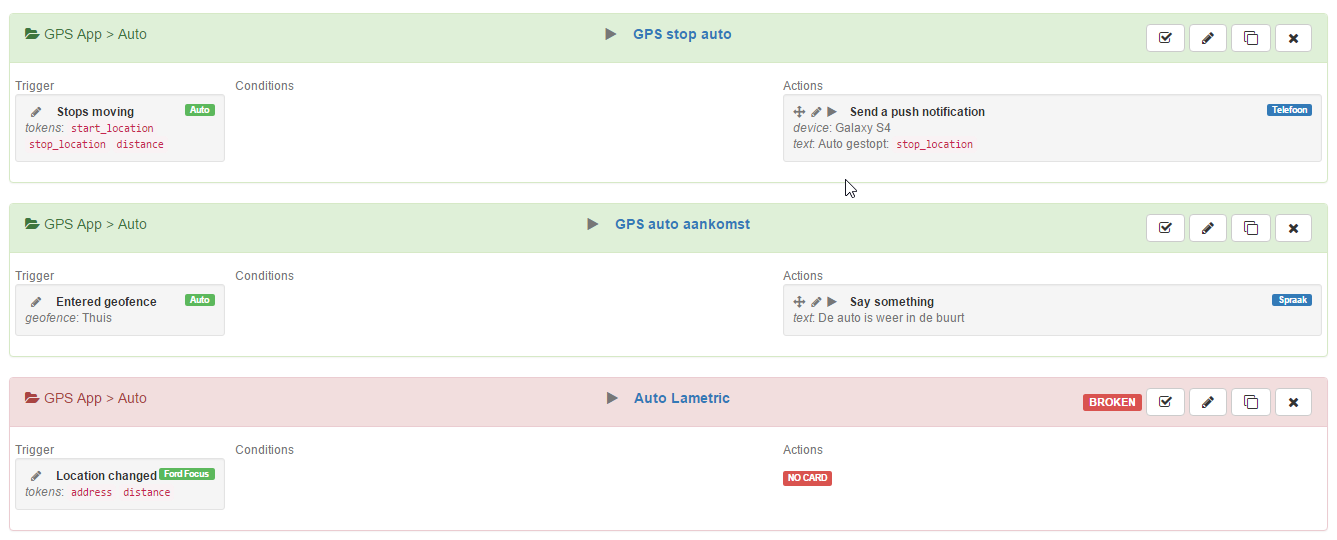 GPS App > Auto GPS stop auto
Trigger Conditions Actions
Stops moving Auto Send a push notification Telefoon
tokens: start_location device: Galaxy S4
stop_location distance text: Auto gestopt: stop_location
GPS App > Auto GPS auto aankomst
Trigger Conditions Actions
Entered geofence Auto Say something Spraak
geofence: Thuis text: De auto is weer in de buurt
GPS App > Auto Auto Lametric BROKEN
Trigger Conditions Actions
Location changed Ford Focus NO CARD
tokens: address distance